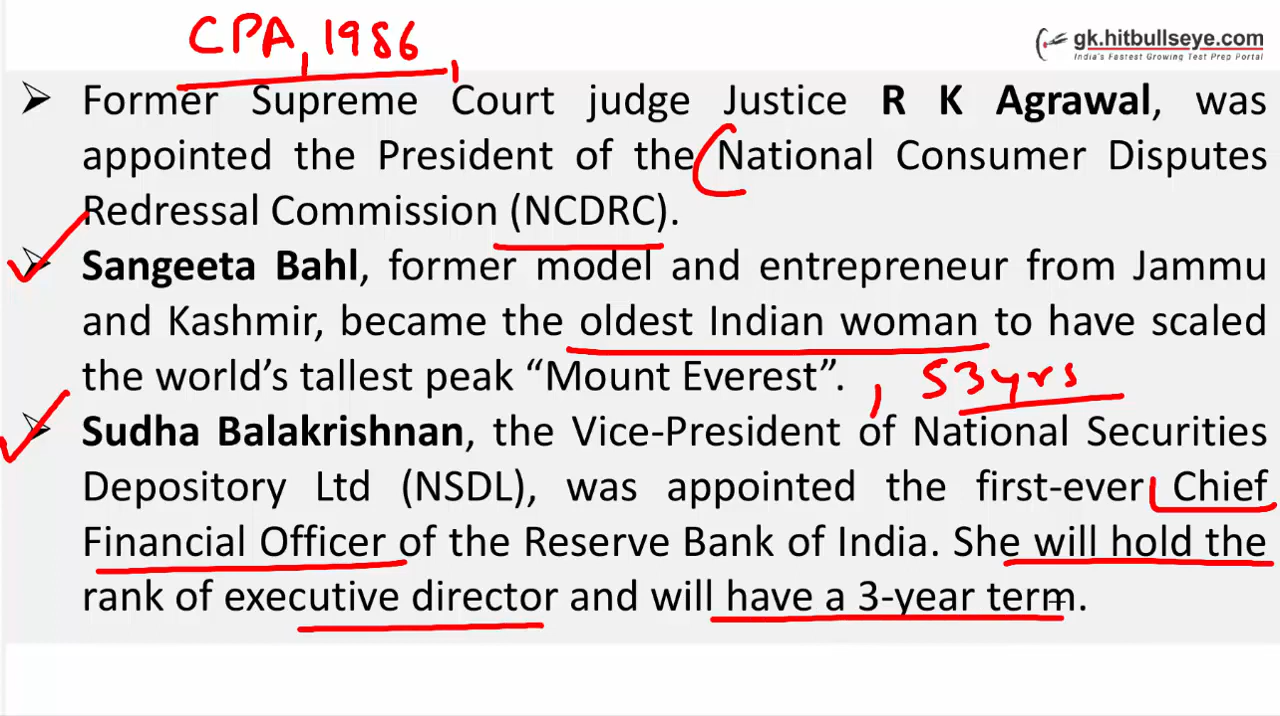 CPA, 1986,
gk.hitbullseye.com
India's Fastest Growing Test Prep Portal
➤ Former Supreme Court judge Justice R K Agrawal, was
appointed the President of the National Consumer Disputes
Redressal Commission (NCDRC).
➤ Sangeeta Bahl, former model and entrepreneur from Jammu
and Kashmir, became the oldest Indian woman to have scaled
the world's tallest peak “Mount Everest”. , 53yrs
➤ Sudha Balakrishnan, the Vice-President of National Securities
Depository Ltd (NSDL), was appointed the first-ever Chief
Financial Officer of the Reserve Bank of India. She will hold the
rank of executive director and will have a 3-year term.